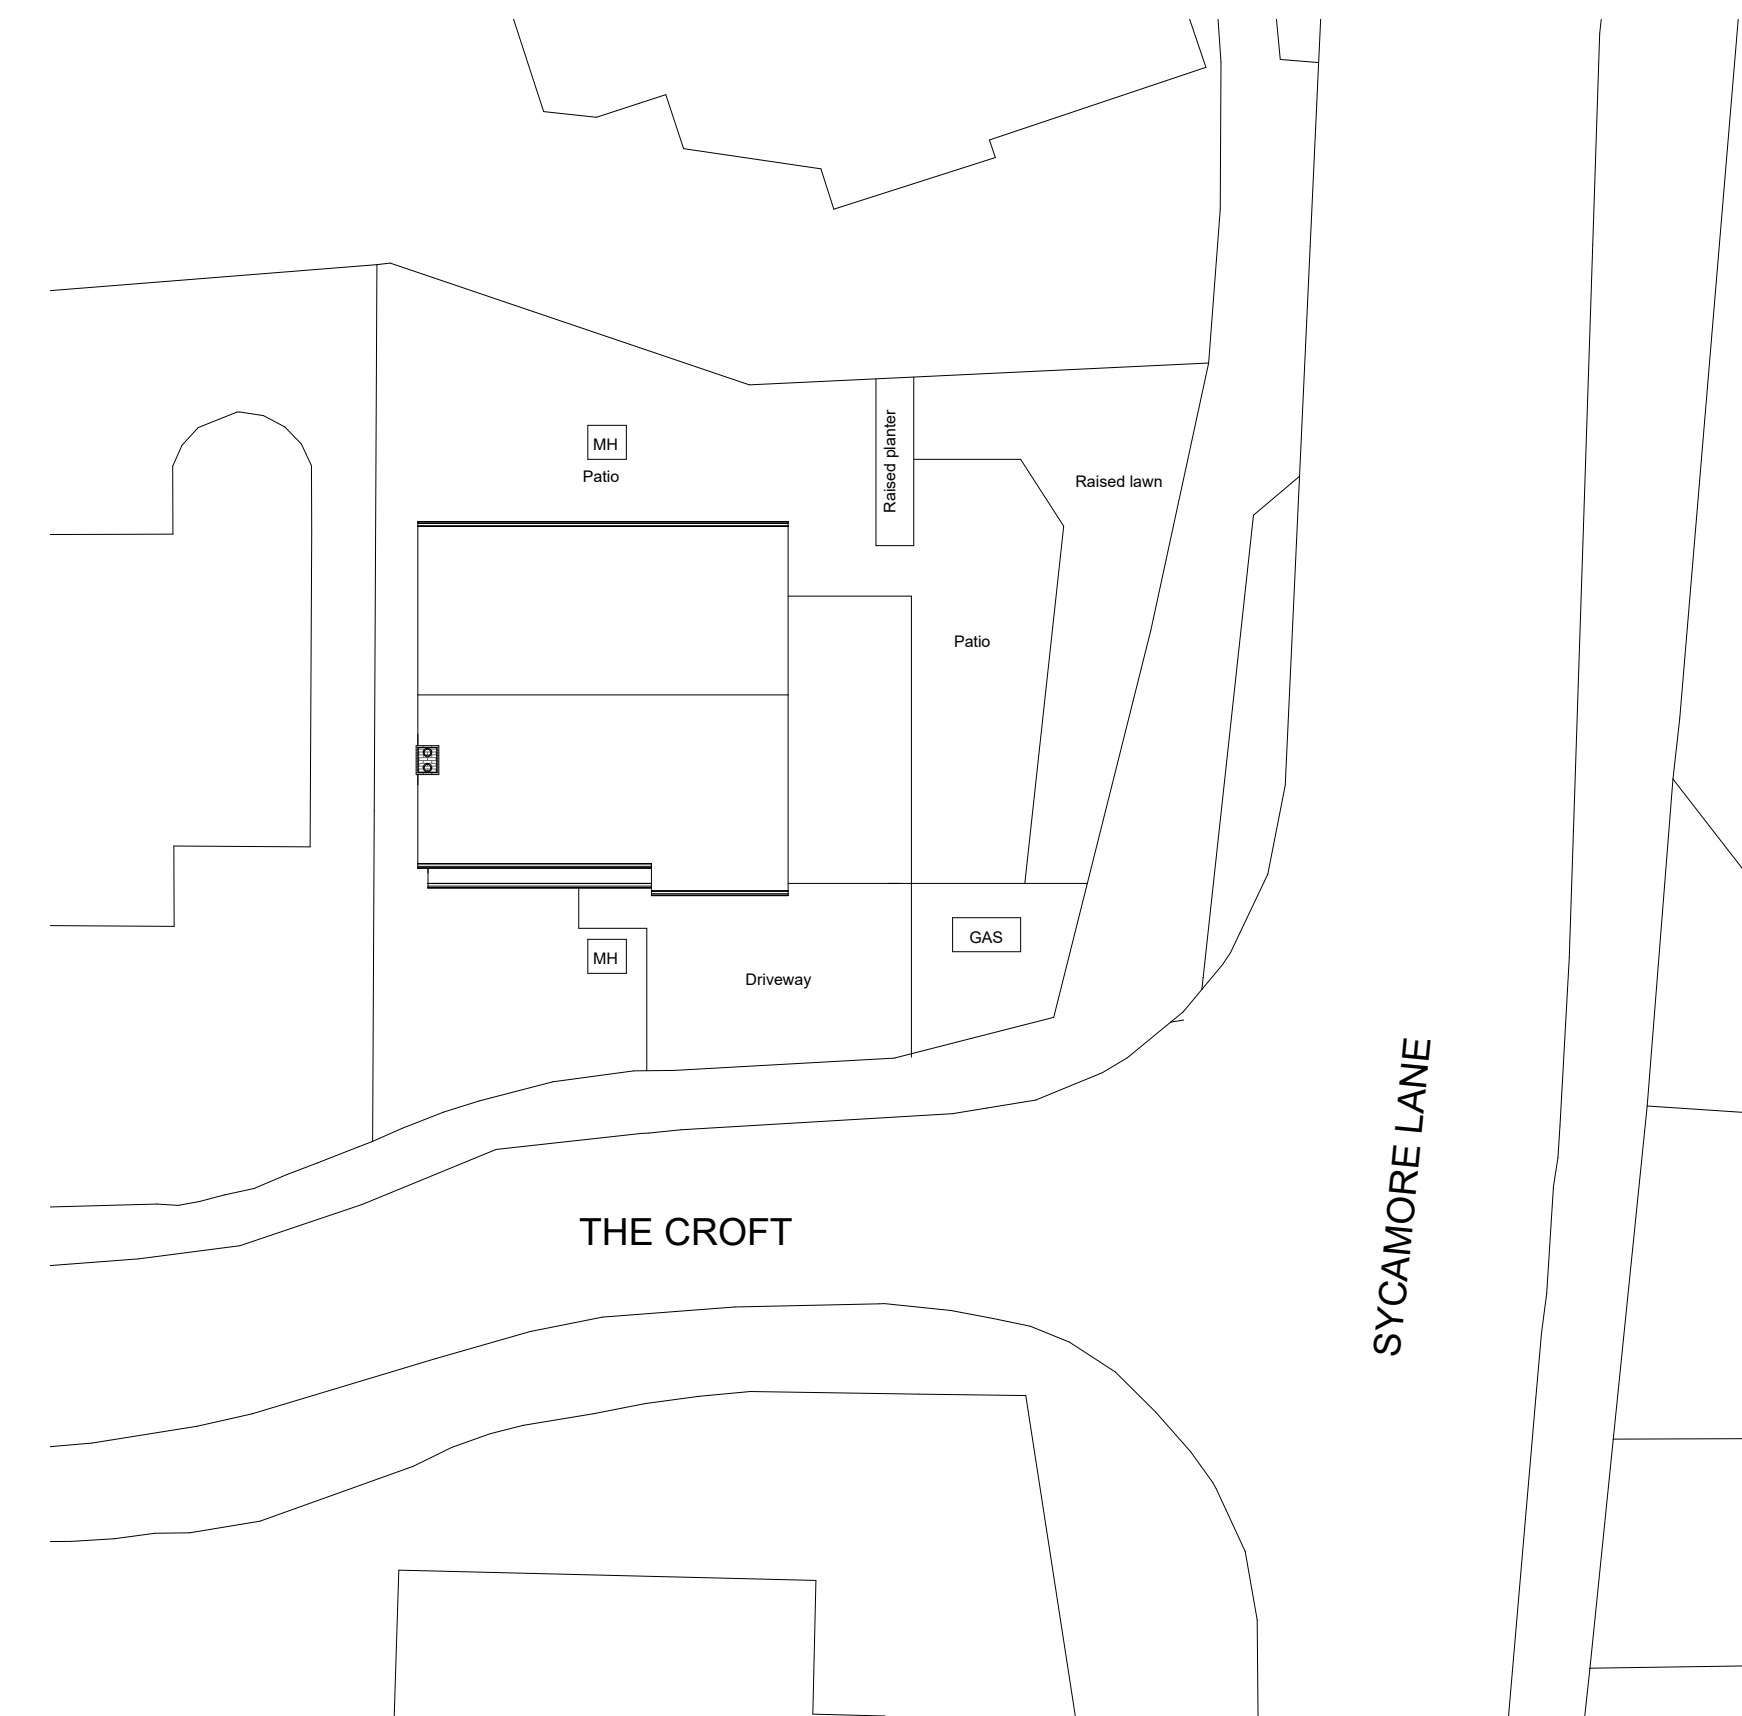 MH
Patio
Raised planter
Raised lawn
Patio
GAS
MH
Driveway
THE CROFT
SYCAMORE LANE